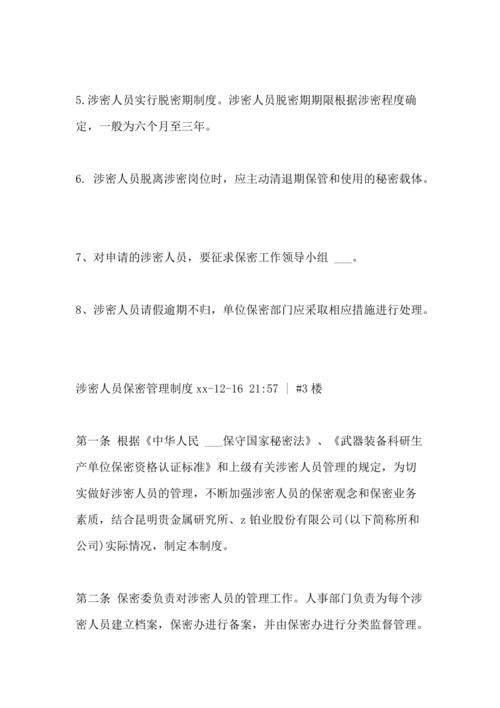 5.涉密人员实行脱密期制度。涉密人员脱密期期限根据涉密程度确
定，一般为六个月至三年。
6. 涉密人员脱离涉密岗位时，应主动清退期保管和使用的秘密载体。
7、对申请的涉密人员，要征求保密工作领导小组 ___。
8、涉密人员请假逾期不归，单位保密部门应采取相应措施进行处理。
涉密人员保密管理制度 xx-12-16 21:57 | #3 楼
第一条 根据《中华人民 ___保守国家秘密法》、《武器装备科研生
产单位保密资格认证标准》和上级有关涉密人员管理的规定，为切
实做好涉密人员的管理，不断加强涉密人员的保密观念和保密业务
素质，结合昆明贵金属研究所、z 铂业股份有限公司(以下简称所和
公司)实际情况，制定本制度。
第二条 保密委负责对涉密人员的管理工作。人事部门负责为每个涉
密人员建立档案，保密办进行备案，并由保密办进行分类监督管理。